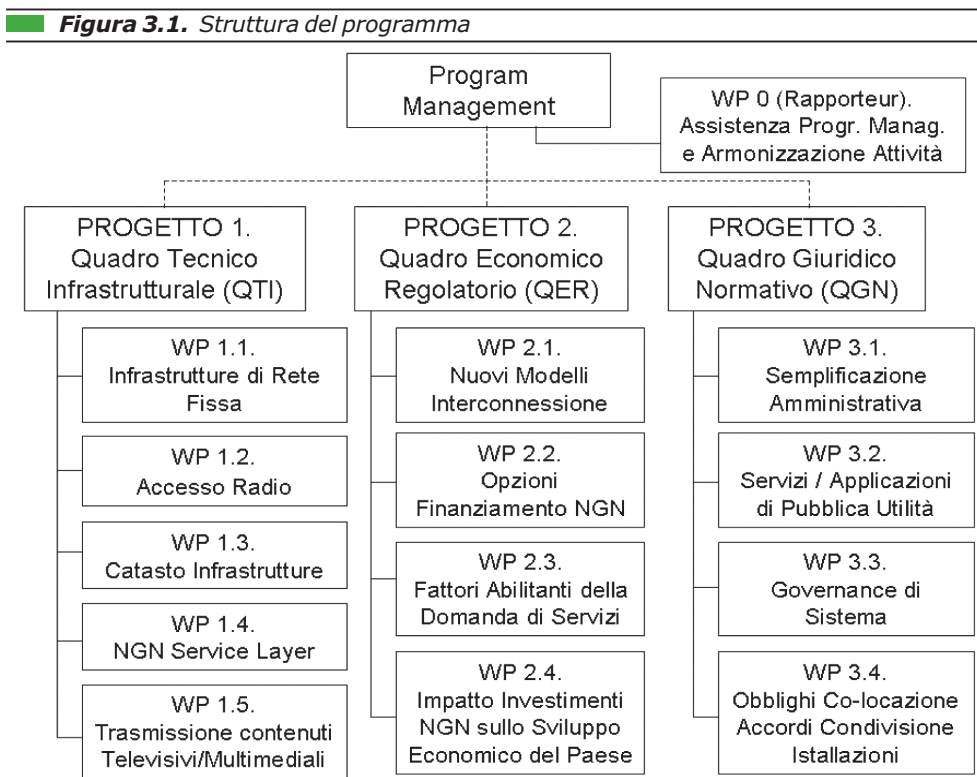 Figura 3.1. Struttura del programma
Program
Management
WP 0 (Rapporteur).
Assistenza Progr. Manag.
e Armonizzazione Attività
PROGETTO 1.
Quadro Tecnico
Infrastrutturale (QTI)
WP 1.1.
Infrastrutture di Rete
Fissa
WP 1.2.
Accesso Radio
WP 1.3.
Catasto Infrastrutture
WP 1.4.
NGN Service Layer
WP 1.5.
Trasmissione contenuti
Televisivi/Multimediali
PROGETTO 2.
Quadro Economico
Regolatorio (QER)
WP 2.1.
Nuovi Modelli
Interconnessione
WP 2.2.
Opzioni
Finanziamento NGN
WP 2.3.
Fattori Abilitanti della
Domanda di Servizi
WP 2.4.
Impatto Investimenti
NGN sullo Sviluppo
Economico del Paese
PROGETTO 3.
Quadro Giuridico
Normativo (QGN)
WP 3.1.
Semplificazione
Amministrativa
WP 3.2.
Servizi / Applicazioni
di Pubblica Utilità
WP 3.3.
Governance di
Sistema
WP 3.4.
Obblighi Co-locazione
Accordi Condivisione
Istallazioni